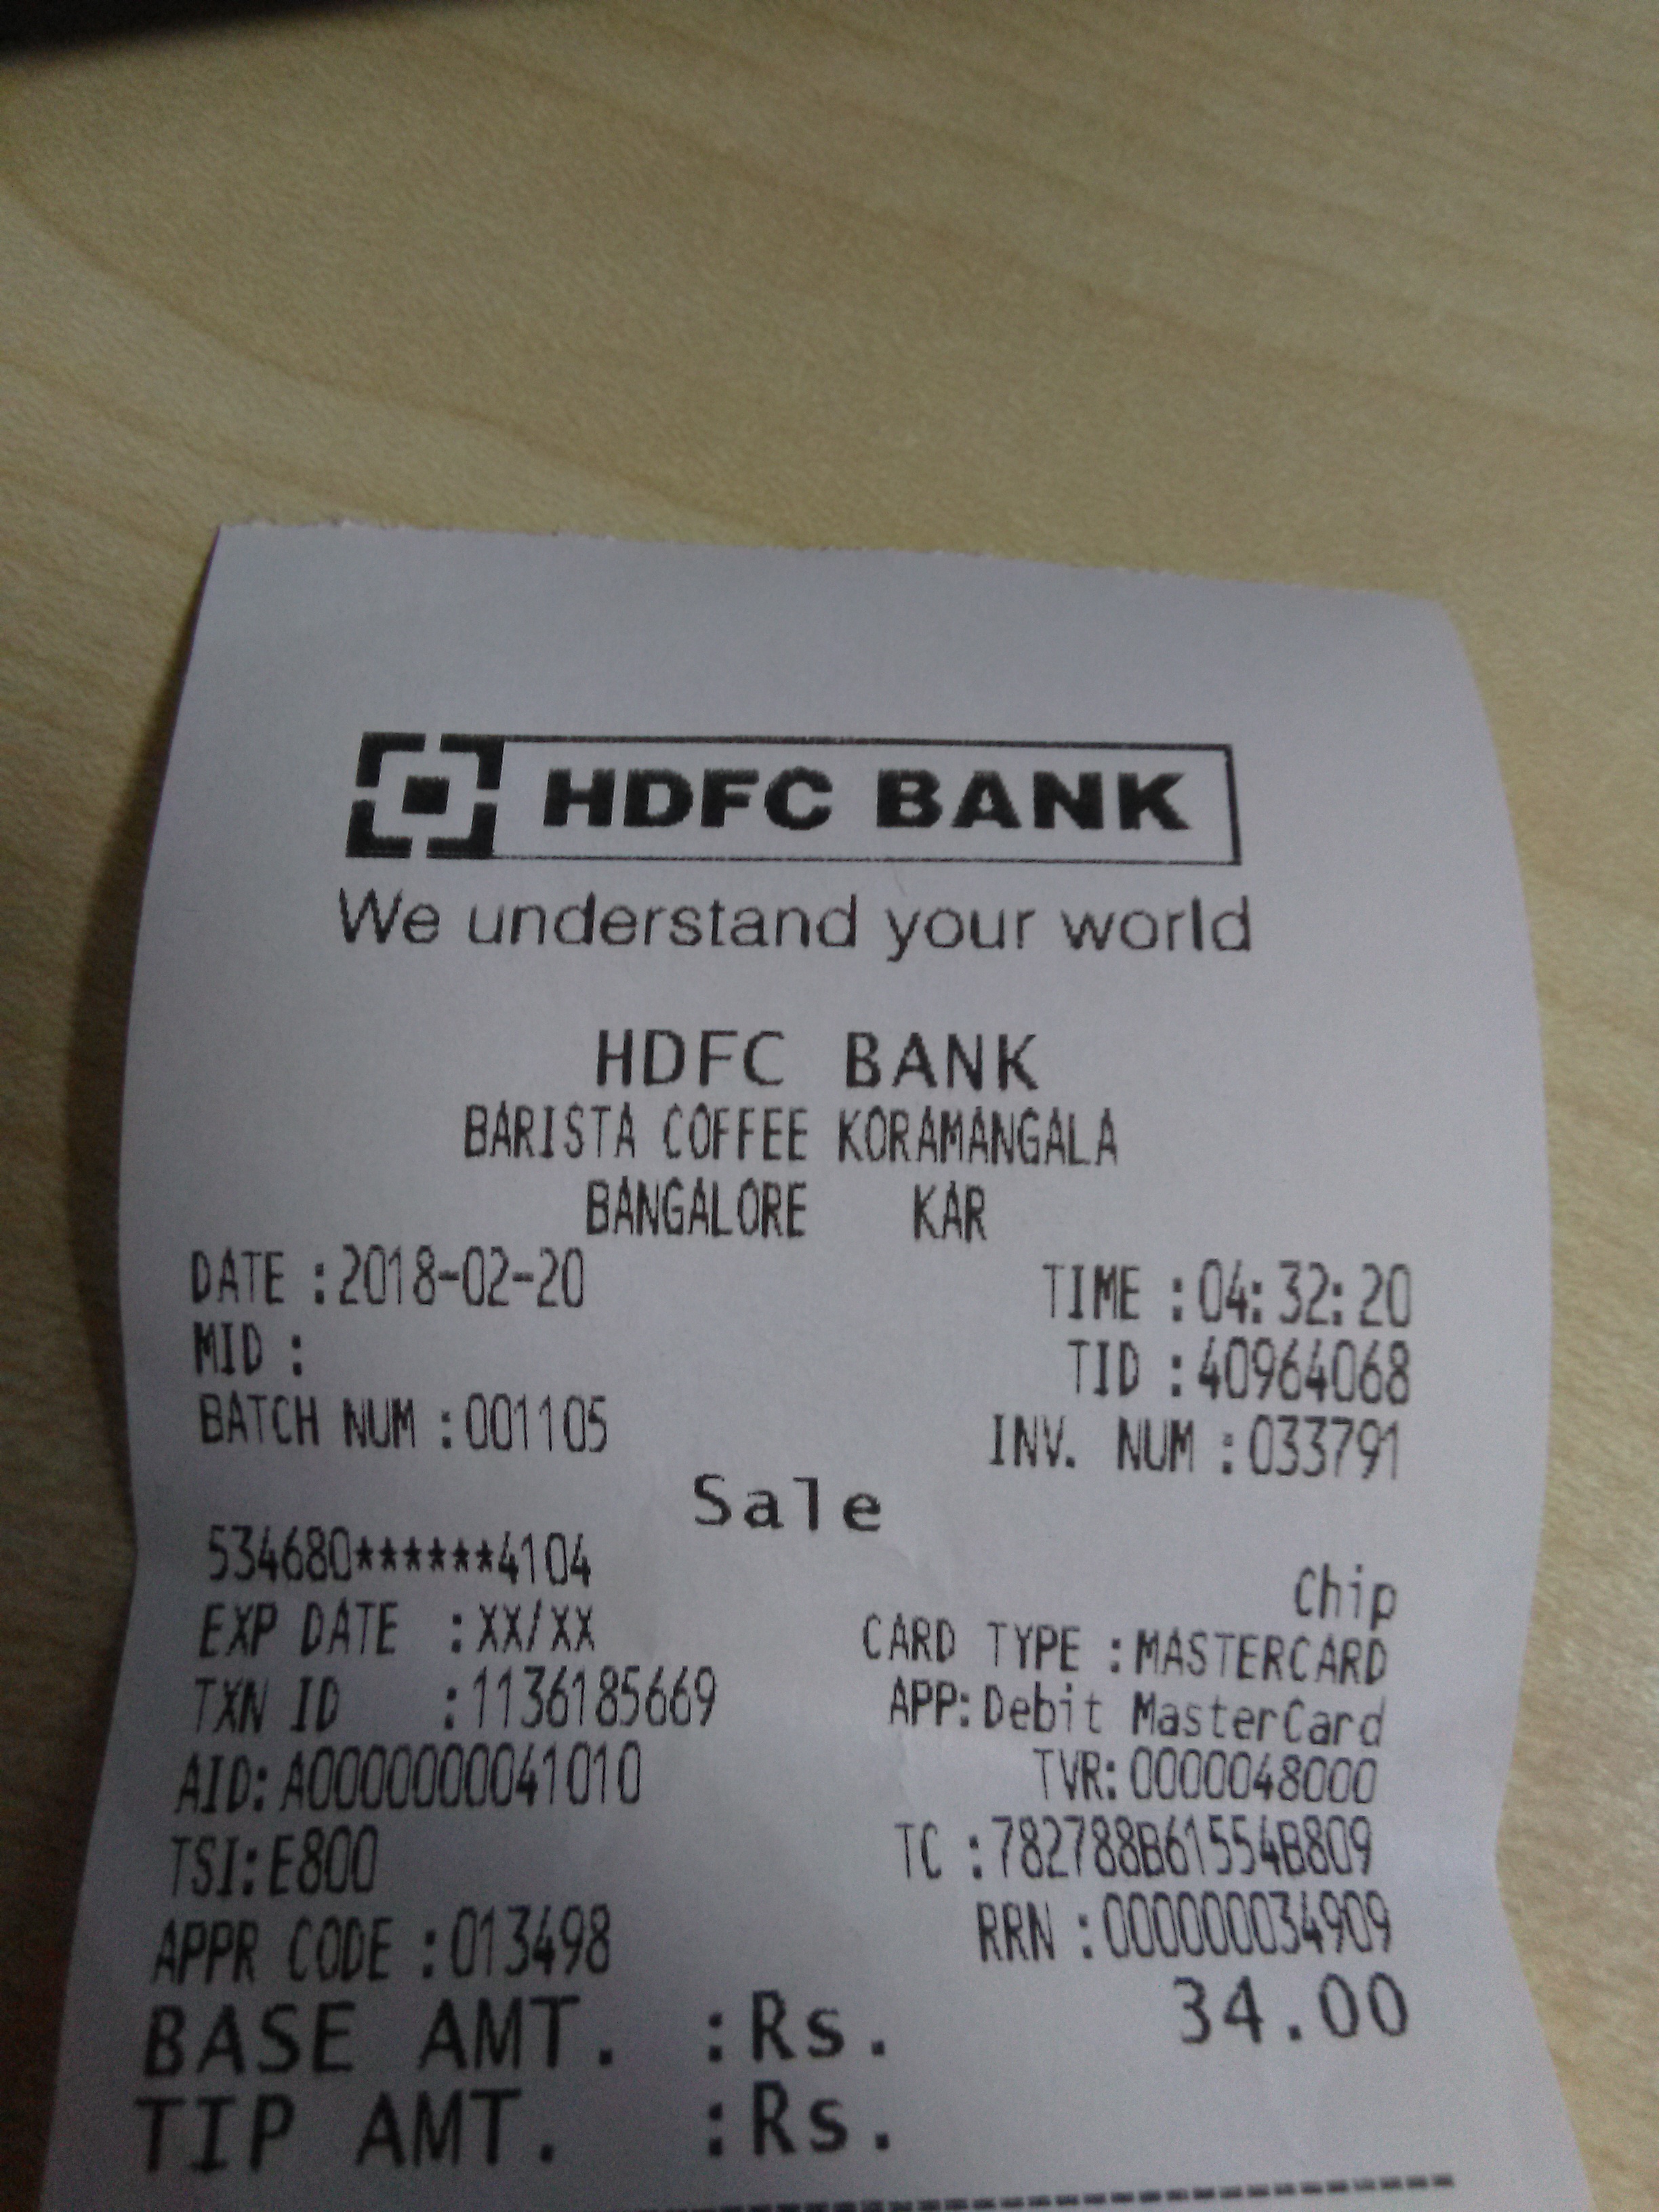 HDFC BANK
We understand your world
HDFC BANK
BARISTA COFFEE KORAMANGALA
BANGALORE KAR
DATE :2018-02-20 TIME :04:32:20
MID : TID :40964068
BATCH NUM :001105 INV. NUM :033791
Sale
534680******4104 Chip
EXP DATE :XX/XX CARD TYPE :MASTERCARD
TXN ID :1136185669 APP:Debit MasterCard
AID:A0000000041010 TVR:0000048000
TSI:E800 TC :782788B61554B809
APPR CODE :013498 RRN :000000034909
BASE AMT. :Rs. 34.00
TIP AMT. :Rs.